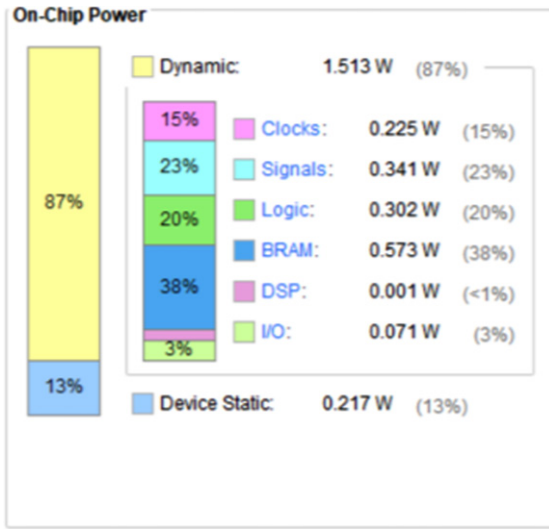 On-Chip Power
Dynamic: 1.513 W (87%)
87%
15%
Clocks: 0.225 W (15%)
23%
Signals: 0.341 W (23%)
20%
Logic: 0.302 W (20%)
38%
BRAM: 0.573 W (38%)
DSP: 0.001 W (<1%)
3%
I/O: 0.071 W (3%)
13%
Device Static: 0.217 W (13%)